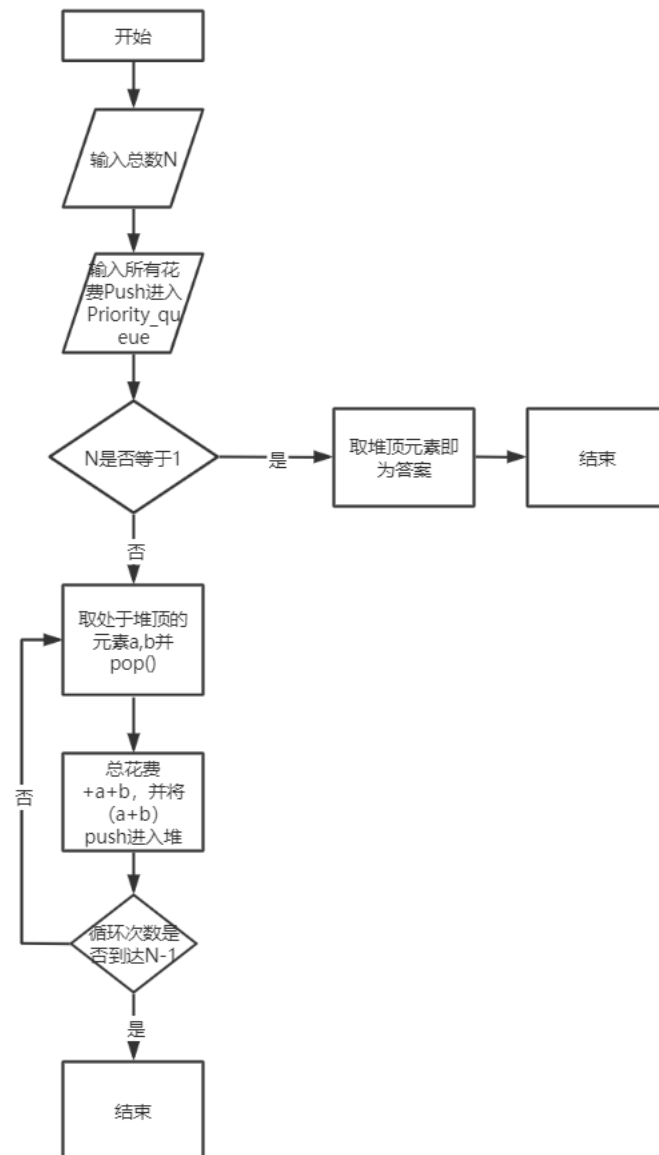 开始
输入总数N
输入所有花
费Push进入
Priority_qu
eue
N是否等于1
是
取堆顶元素即
为答案
结束
否
取处于堆顶的
元素a,b并
pop()
总花费
+a+b，并将
（a+b）
push进入堆
否
循环次数是
否到达N-1
是
结束